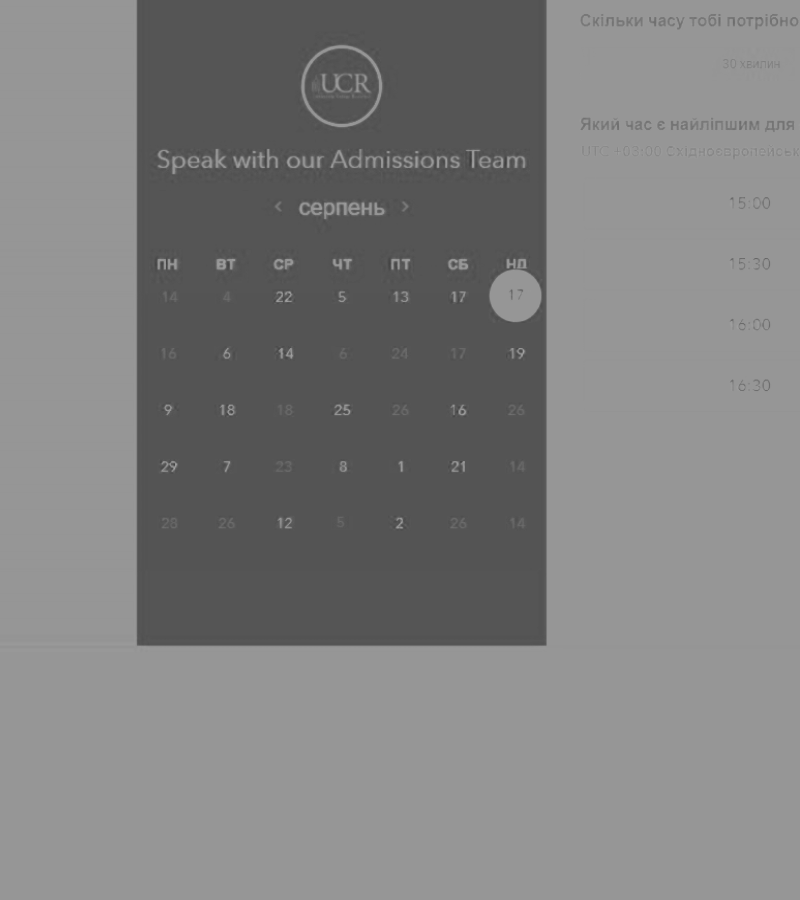 UCR
Speak with our Admissions Team
< серпень >
ПН ВТ СР ЧТ ПТ СБ НД
14 4 22 5 13 17 17
16 6 14 6 24 17 19
9 18 18 25 26 16 26
29 7 23 8 1 21 14
28 26 12 5 2 26 14
Скільки часу тобі потрібно
30 хвилин
Який час є найліпшим для
UTC +03:00 Східноєвропейськ
15:00
15:30
16:00
16:30